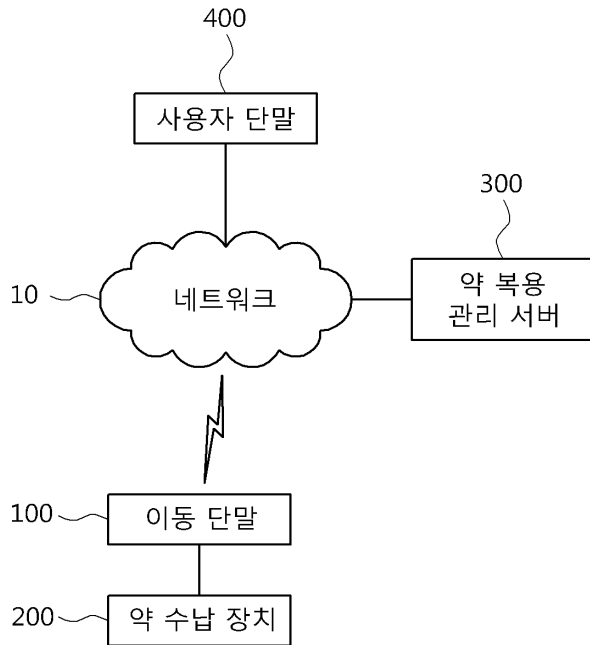 400
사용자 단말
300
10
네트워크
약 복용
관리 서버
100
이동 단말
200
약 수납 장치